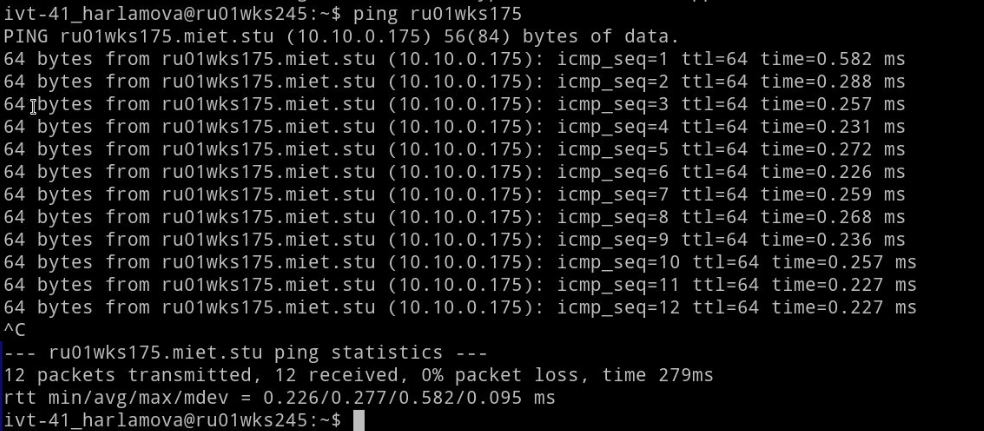 ivt-41_harlamova@ru01wks245:~$ ping ru01wks175
PING ru01wks175.miet.stu (10.10.0.175) 56(84) bytes of data.
64 bytes from ru01wks175.miet.stu (10.10.0.175): icmp_seq=1 ttl=64 time=0.582 ms
64 bytes from ru01wks175.miet.stu (10.10.0.175): icmp_seq=2 ttl=64 time=0.288 ms
64 bytes from ru01wks175.miet.stu (10.10.0.175): icmp_seq=3 ttl=64 time=0.257 ms
64 bytes from ru01wks175.miet.stu (10.10.0.175): icmp_seq=4 ttl=64 time=0.231 ms
64 bytes from ru01wks175.miet.stu (10.10.0.175): icmp_seq=5 ttl=64 time=0.272 ms
64 bytes from ru01wks175.miet.stu (10.10.0.175): icmp_seq=6 ttl=64 time=0.226 ms
64 bytes from ru01wks175.miet.stu (10.10.0.175): icmp_seq=7 ttl=64 time=0.259 ms
64 bytes from ru01wks175.miet.stu (10.10.0.175): icmp_seq=8 ttl=64 time=0.268 ms
64 bytes from ru01wks175.miet.stu (10.10.0.175): icmp_seq=9 ttl=64 time=0.236 ms
64 bytes from ru01wks175.miet.stu (10.10.0.175): icmp_seq=10 ttl=64 time=0.257 ms
64 bytes from ru01wks175.miet.stu (10.10.0.175): icmp_seq=11 ttl=64 time=0.227 ms
64 bytes from ru01wks175.miet.stu (10.10.0.175): icmp_seq=12 ttl=64 time=0.227 ms
^C
--- ru01wks175.miet.stu ping statistics ---
12 packets transmitted, 12 received, 0% packet loss, time 279ms
rtt min/avg/max/mdev = 0.226/0.277/0.582/0.095 ms
ivt-41_harlamova@ru01wks245:~$